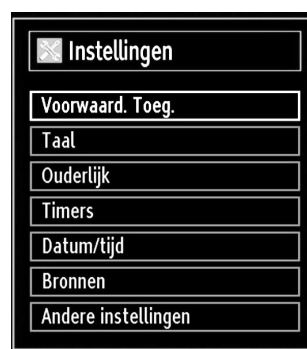 Instellingen
Voorwaard. Toeg.
Taal
Ouderlijk
Timers
Datum/tijd
Bronnen
Andere instellingen